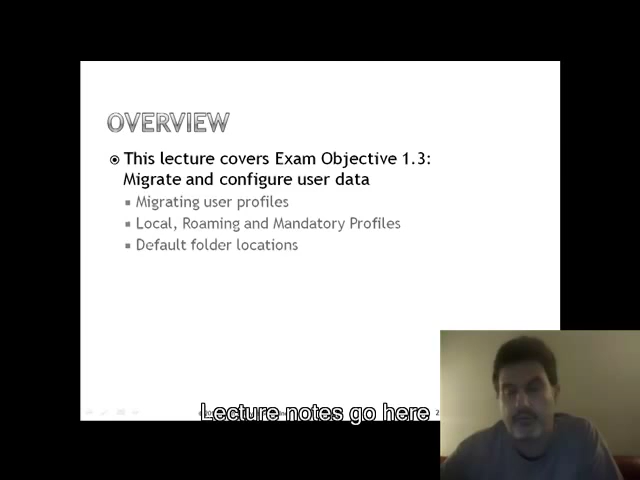 OVERVIEW
This lecture covers Exam Objective 1.3:
Migrate and configure user data
Migrating user profiles
Local, Roaming and Mandatory Profiles
Default folder locations
Lecture notes go here
2